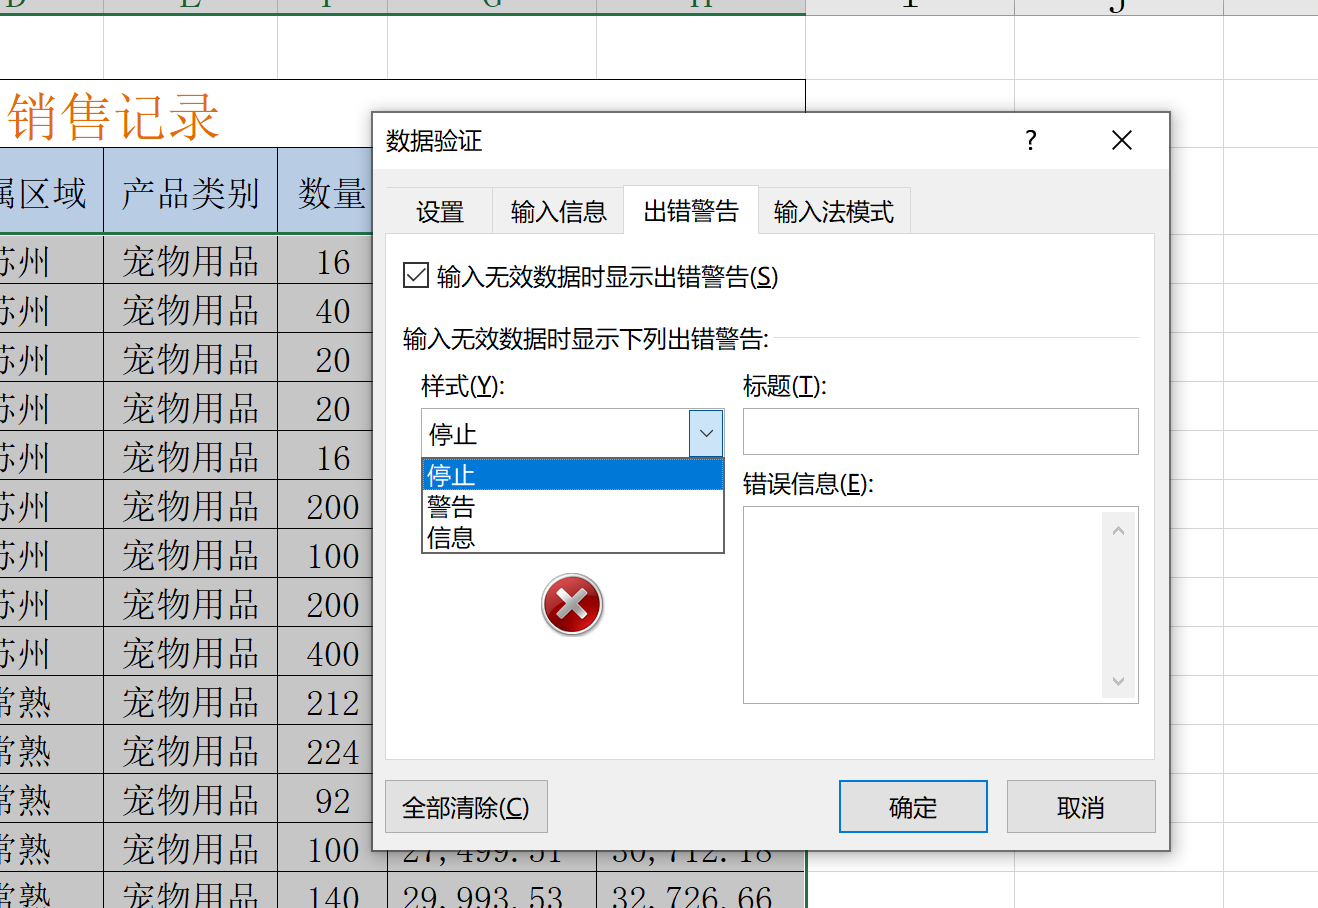 销售记录
数据验证 ?
属区域 产品类别 数量
设置 输入信息 出错警告 输入法模式
苏州 宠物用品 16
输入无效数据时显示出错警告(S)
苏州 宠物用品 40
输入无效数据时显示下列出错警告:
苏州 宠物用品 20
样式(Y): 标题(T):
苏州 宠物用品 20
停止
苏州 宠物用品 16
停止
错误信息(E):
苏州 宠物用品 200
警告
信息
苏州 宠物用品 100
苏州 宠物用品 200
苏州 宠物用品 400
常熟 宠物用品 212
常熟 宠物用品 224
常熟 宠物用品 92
全部清除(C) 确定 取消
常熟 宠物用品 100 27,499.51 30,712.18
常熟 宠物用品 140 29,993.53 32,726.66